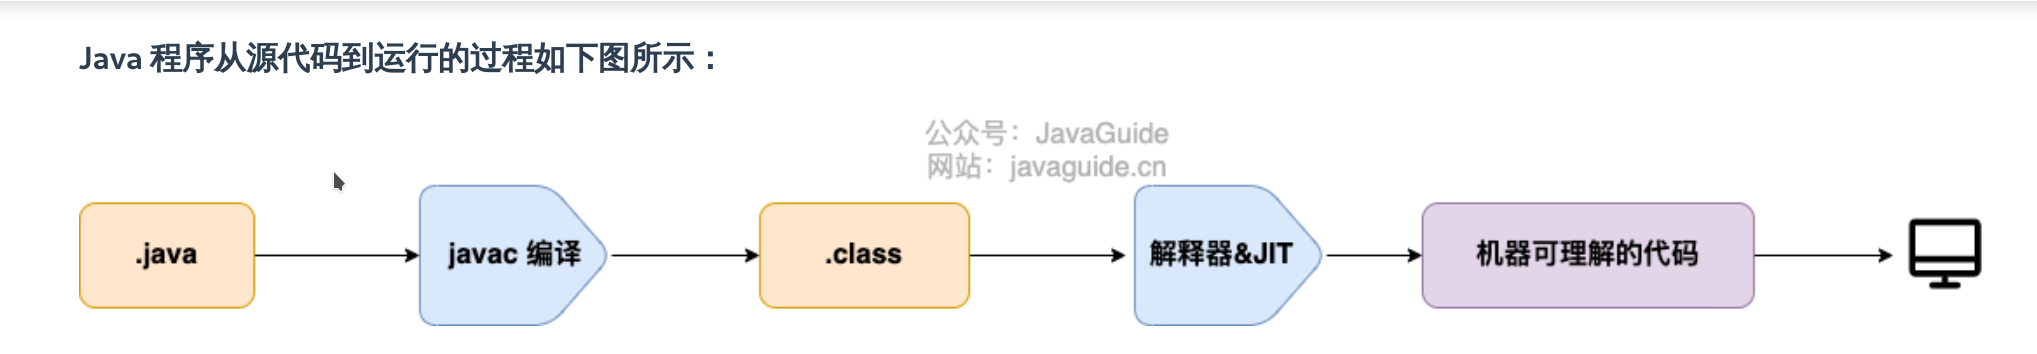 Java 程序从源代码到运行的过程如下图所示：
公众号：JavaGuide
网站：javaguide.cn
.java
javac 编译
.class
解释器&JIT
机器可理解的代码